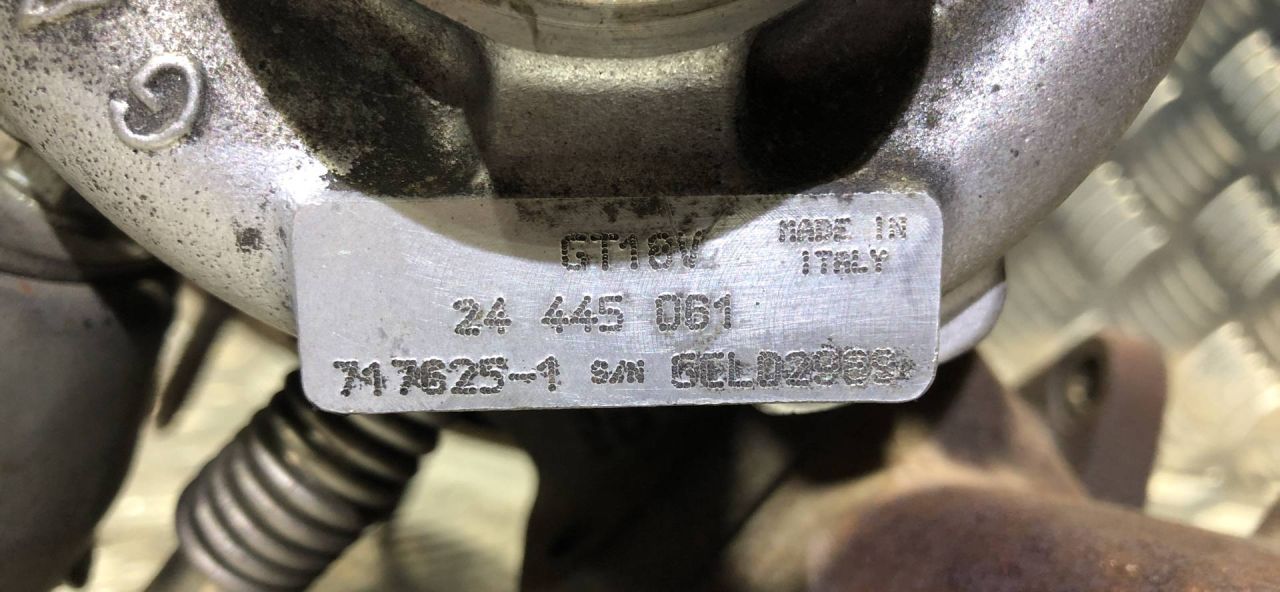 G
GT18V
MADE IN
ITALY
24 445 061
717625-1 S/N